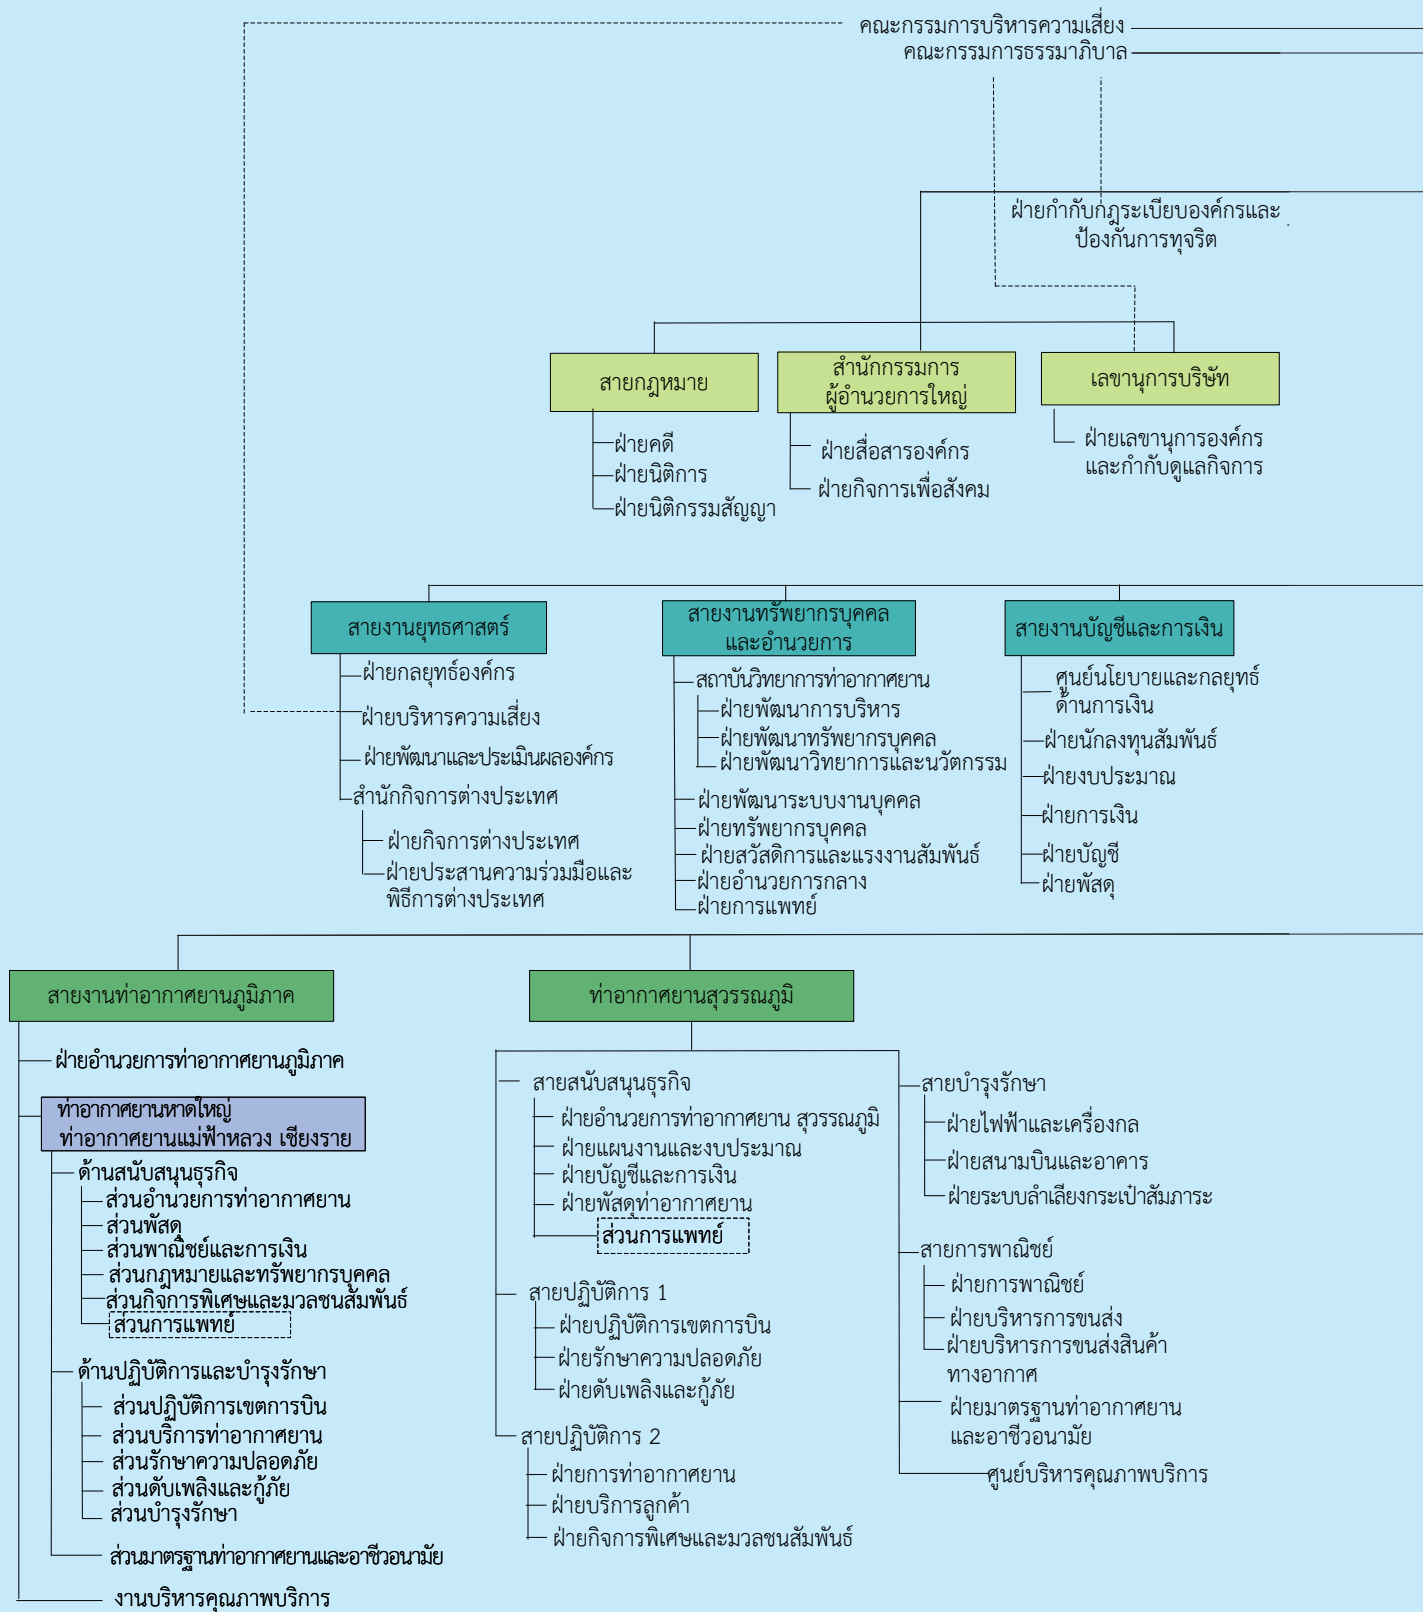 คณะกรรมการบริหารความเสี่ยง
คณะกรรมการธรรมาภิบาล
ฝ่ายกำกับกฎระเบียบองค์กรและ
ป้องกันการทุจริต
สายกฎหมาย
ฝ่ายคดี
ฝ่ายนิติการ
ฝ่ายนิติกรรมสัญญา
สำนักกรรมการ
ผู้อำนวยการใหญ่
ฝ่ายสื่อสารองค์กร
ฝ่ายกิจการเพื่อสังคม
เลขานุการบริษัท
ฝ่ายเลขานุการองค์กร
และกำกับดูแลกิจการ
สายงานยุทธศาสตร์
ฝ่ายกลยุทธ์องค์กร
ฝ่ายบริหารความเสี่ยง
ฝ่ายพัฒนาและประเมินผลองค์กร
สำนักกิจการต่างประเทศ
ฝ่ายกิจการต่างประเทศ
ฝ่ายประสานความร่วมมือและ
พิธีการต่างประเทศ
สายงานทรัพยากรบุคคล
และอำนวยการ
สถาบันวิทยาการท่าอากาศยาน
ฝ่ายพัฒนาการบริหาร
ฝ่ายพัฒนาทรัพยากรบุคคล
ฝ่ายพัฒนาวิทยาการและนวัตกรรม
ฝ่ายพัฒนาระบบงานบุคคล
ฝ่ายทรัพยากรบุคคล
ฝ่ายสวัสดิการและแรงงานสัมพันธ์
ฝ่ายอำนวยการกลาง
ฝ่ายการแพทย์
สายงานบัญชีและการเงิน
ศูนย์นโยบายและกลยุทธ์
ด้านการเงิน
ฝ่ายนักลงทุนสัมพันธ์
ฝ่ายงบประมาณ
ฝ่ายการเงิน
ฝ่ายบัญชี
ฝ่ายพัสดุ
สายงานท่าอากาศยานภูมิภาค
ฝ่ายอำนวยการท่าอากาศยานภูมิภาค
ท่าอากาศยานหาดใหญ่
ท่าอากาศยานแม่ฟ้าหลวง เชียงราย
ด้านสนับสนุนธุรกิจ
ส่วนอำนวยการท่าอากาศยาน
ส่วนพัสดุ
ส่วนพาณิชย์และการเงิน
ส่วนกฎหมายและทรัพยากรบุคคล
ส่วนกิจการพิเศษและมวลชนสัมพันธ์
ส่วนการแพทย์
ด้านปฏิบัติการและบำรุงรักษา
ส่วนปฏิบัติการเขตการบิน
ส่วนบริการท่าอากาศยาน
ส่วนรักษาความปลอดภัย
ส่วนดับเพลิงและกู้ภัย
ส่วนบำรุงรักษา
ส่วนมาตรฐานท่าอากาศยานและอาชีวอนามัย
งานบริหารคุณภาพบริการ
ท่าอากาศยานสุวรรณภูมิ
สายสนับสนุนธุรกิจ
ฝ่ายอำนวยการท่าอากาศยาน สุวรรณภูมิ
ฝ่ายแผนงานและงบประมาณ
ฝ่ายบัญชีและการเงิน
ฝ่ายพัสดุท่าอากาศยาน
ส่วนการแพทย์
สายปฏิบัติการ 1
ฝ่ายปฏิบัติการเขตการบิน
ฝ่ายรักษาความปลอดภัย
ฝ่ายดับเพลิงและกู้ภัย
สายปฏิบัติการ 2
ฝ่ายการท่าอากาศยาน
ฝ่ายบริการลูกค้า
ฝ่ายกิจการพิเศษและมวลชนสัมพันธ์
สายบำรุงรักษา
ฝ่ายไฟฟ้าและเครื่องกล
ฝ่ายสนามบินและอาคาร
ฝ่ายระบบลำเลียงกระเป๋าสัมภาระ
สายการพาณิชย์
ฝ่ายการพาณิชย์
ฝ่ายบริหารการขนส่ง
ฝ่ายบริหารการขนส่งสินค้า
ทางอากาศ
ฝ่ายมาตรฐานท่าอากาศยาน
และอาชีวอนามัย
ศูนย์บริหารคุณภาพบริการ